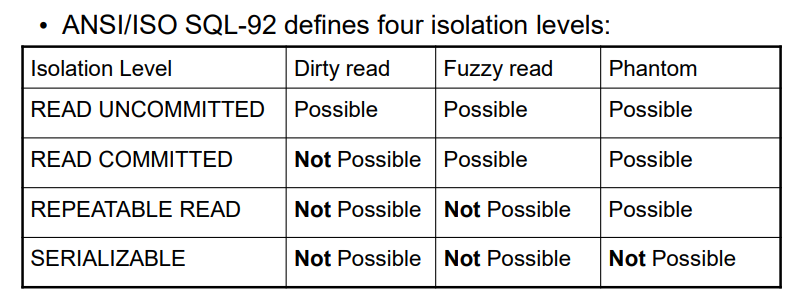 • ANSI/ISO SQL-92 defines four isolation levels:
Isolation Level Dirty read Fuzzy read Phantom
READ UNCOMMITTED Possible Possible Possible
READ COMMITTED Not Possible Possible Possible
REPEATABLE READ Not Possible Not Possible Possible
SERIALIZABLE Not Possible Not Possible Not Possible